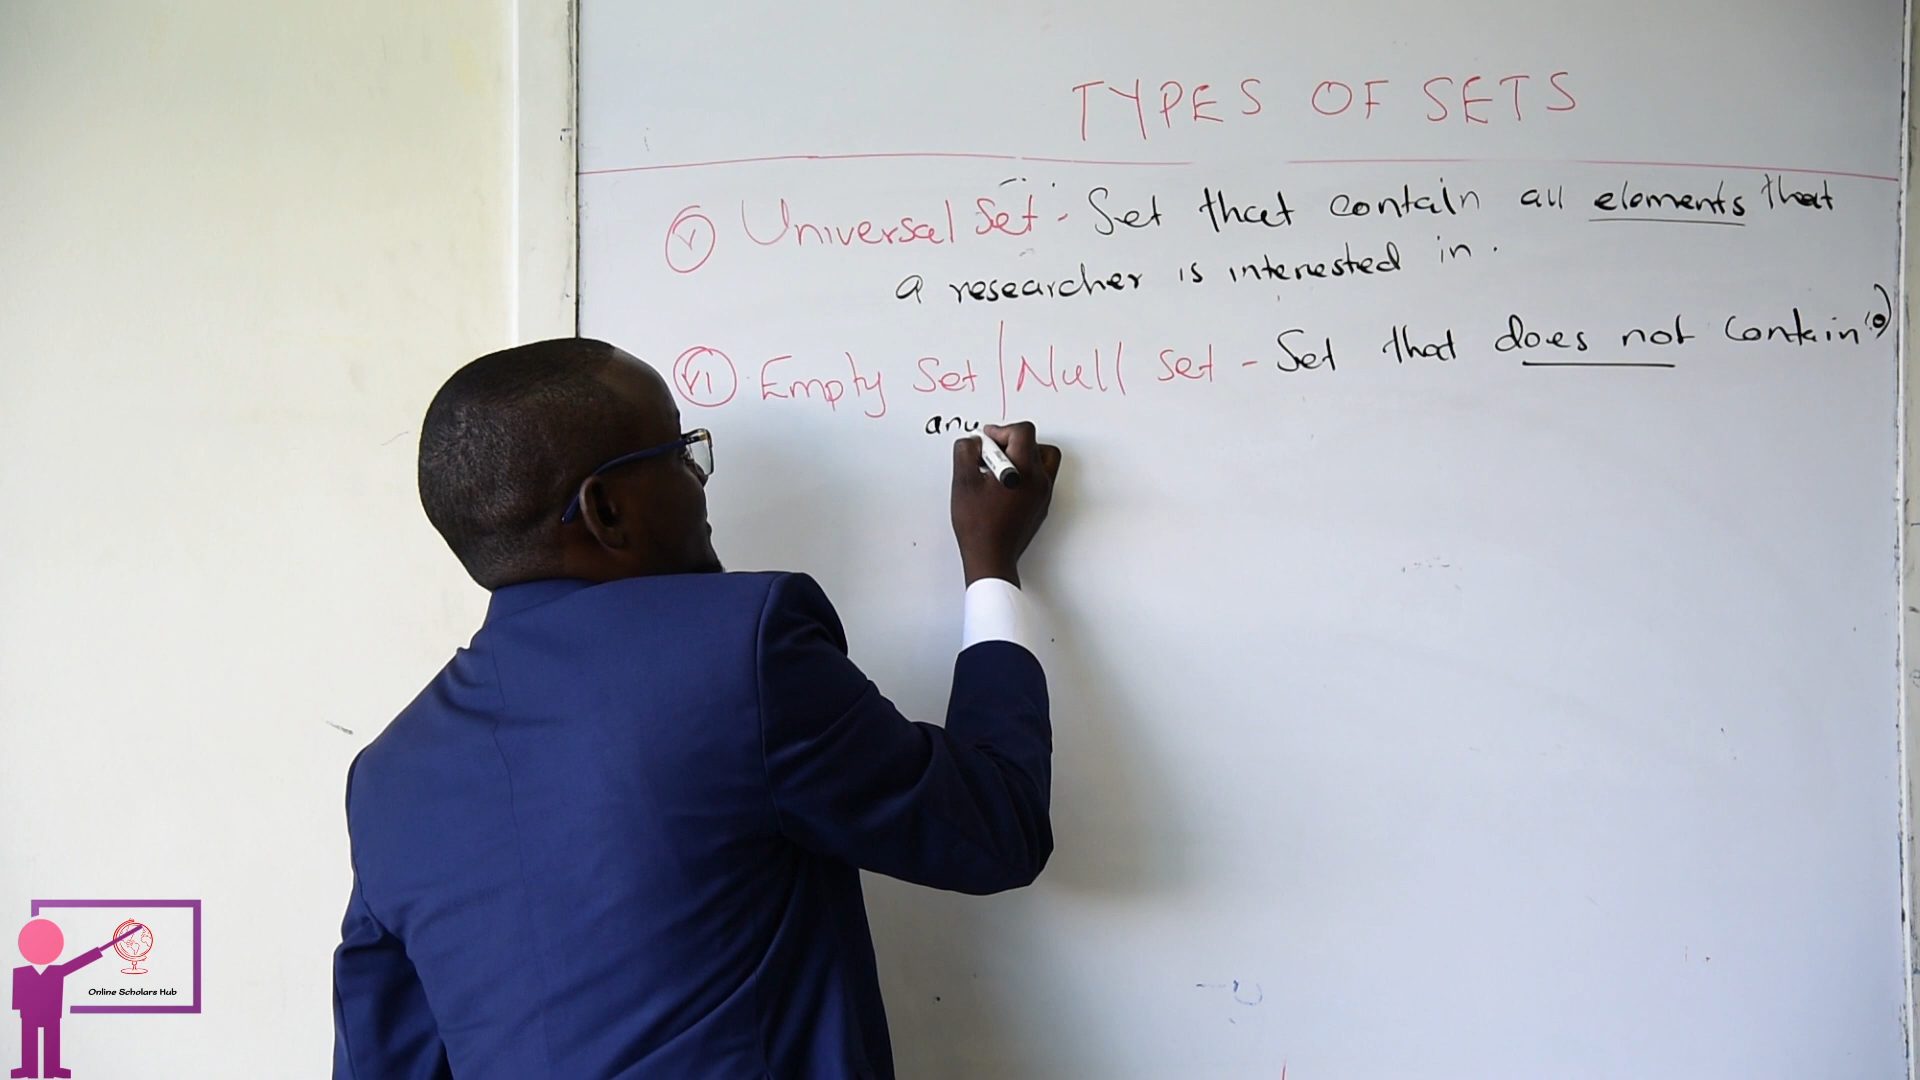 TYPES OF SETS
v Universal Set - Set that contain all elements that
a researcher is interested in.
vi Empty Set / Null set - Set that does not contain
any
Online Scholars Hub